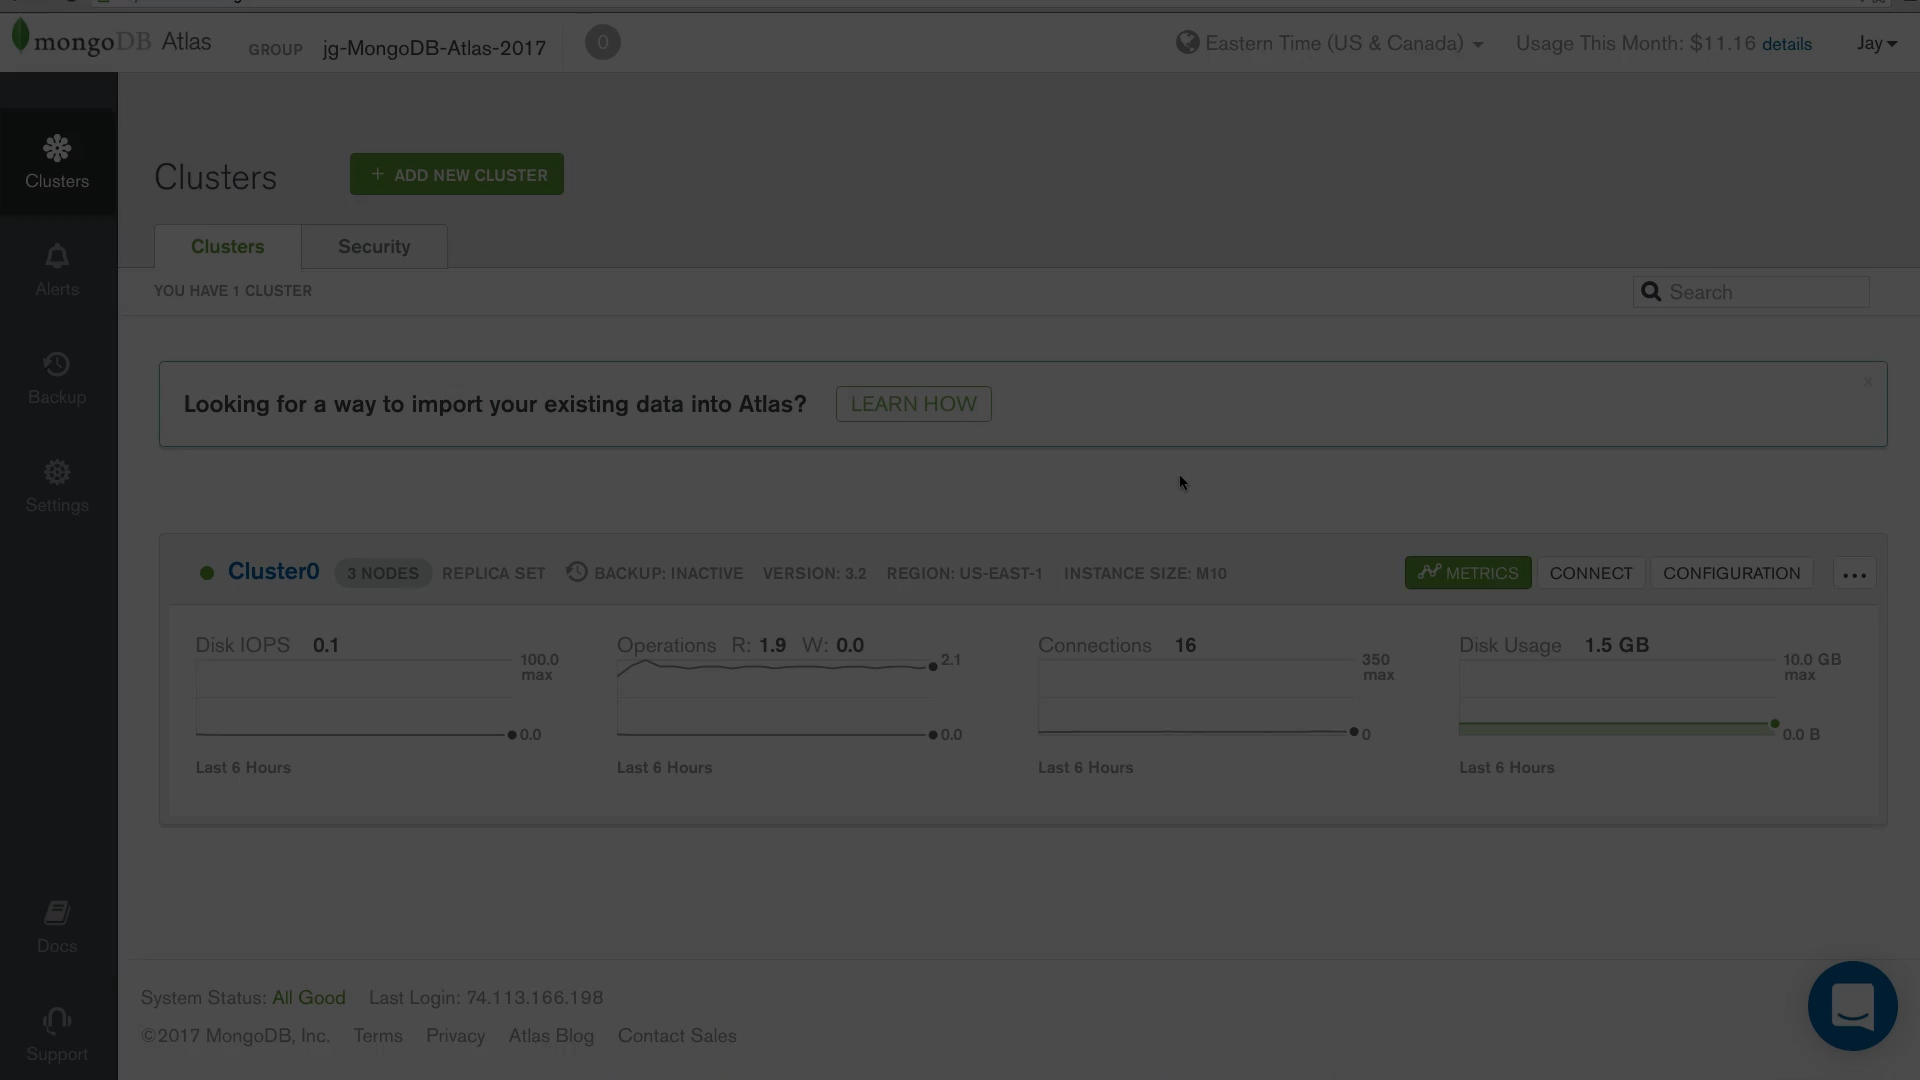 mongoDB Atlas GROUP jg-MongoDB-Atlas-2017 0 Eastern Time (US & Canada) Usage This Month: $11.16 details Jay
Clusters
Alerts
Backup
Settings
Docs
Support
Clusters + ADD NEW CLUSTER
Clusters Security
YOU HAVE 1 CLUSTER Search
Looking for a way to import your existing data into Atlas? LEARN HOW x
Cluster0 3 NODES REPLICA SET BACKUP: INACTIVE VERSION: 3.2 REGION: US-EAST-1 INSTANCE SIZE: M10 METRICS CONNECT CONFIGURATION ...
Disk IOPS 0.1
100.0
max
0.0
Last 6 Hours
Operations R: 1.9 W: 0.0
2.1
0.0
Last 6 Hours
Connections 16
350
max
0
Last 6 Hours
Disk Usage 1.5 GB
10.0 GB
max
0.0 B
Last 6 Hours
System Status: All Good Last Login: 74.113.166.198
©2017 MongoDB, Inc. Terms Privacy Atlas Blog Contact Sales